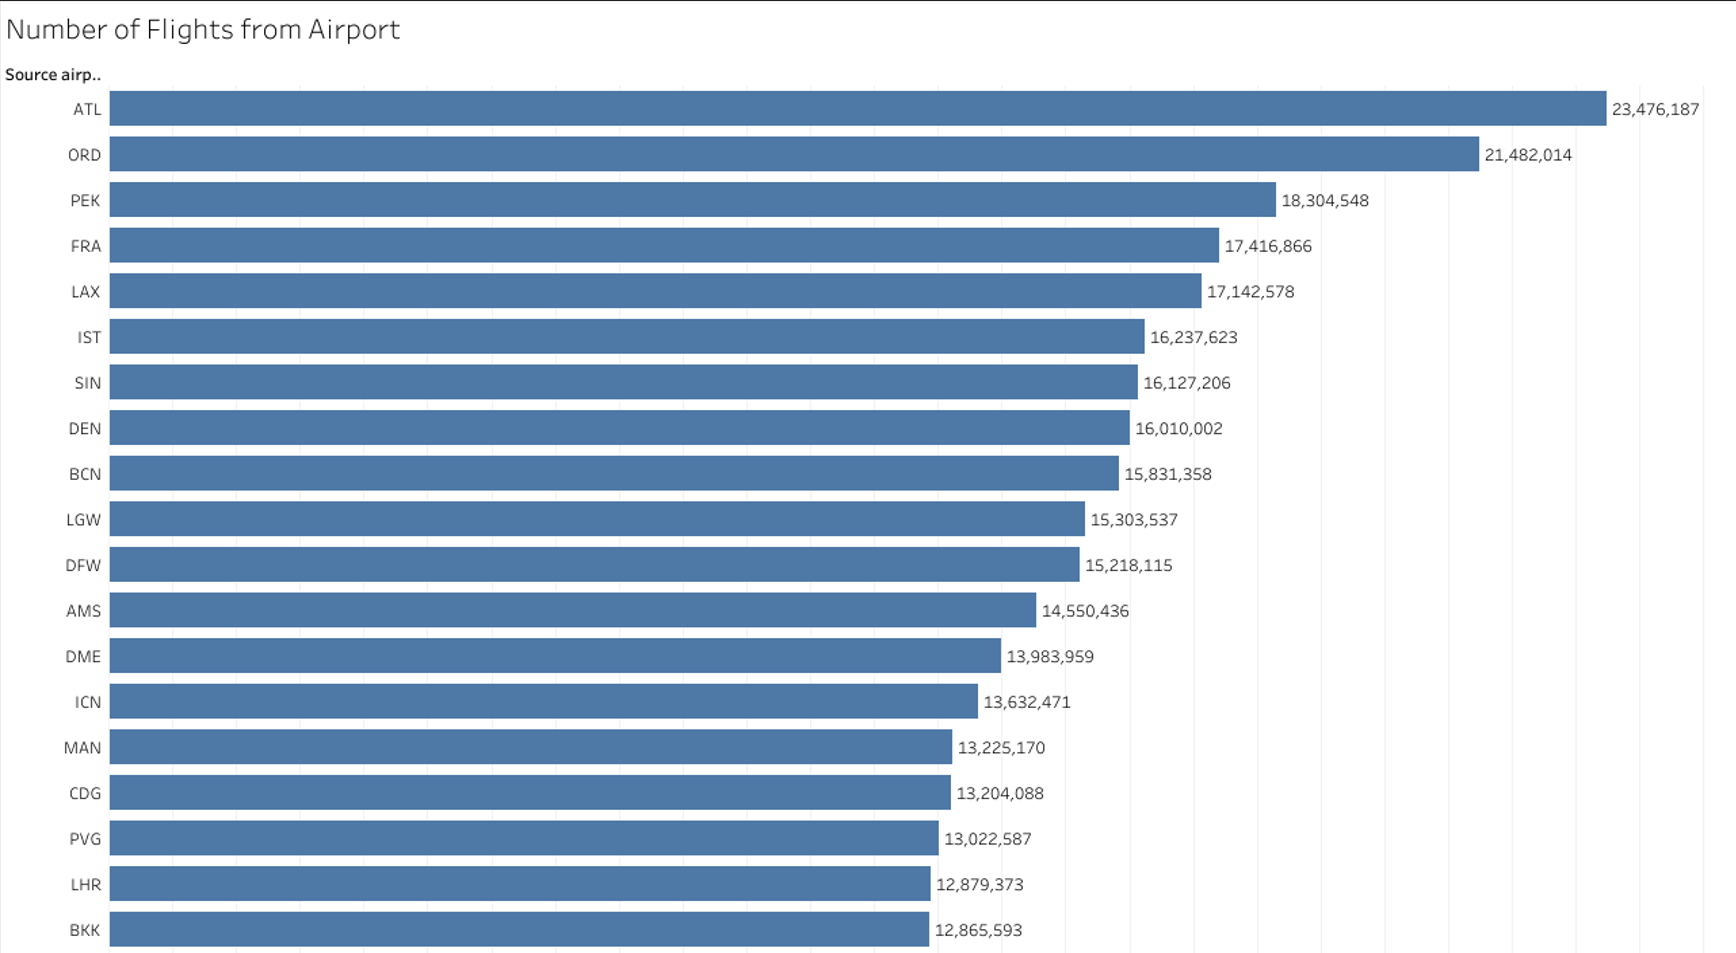 Number of Flights from Airport
Source airp..
ATL 23,476,187
ORD 21,482,014
PEK 18,304,548
FRA 17,416,866
LAX 17,142,578
IST 16,237,623
SIN 16,127,206
DEN 16,010,002
BCN 15,831,358
LGW 15,303,537
DFW 15,218,115
AMS 14,550,436
DME 13,983,959
ICN 13,632,471
MAN 13,225,170
CDG 13,204,088
PVG 13,022,587
LHR 12,879,373
BKK 12,865,593